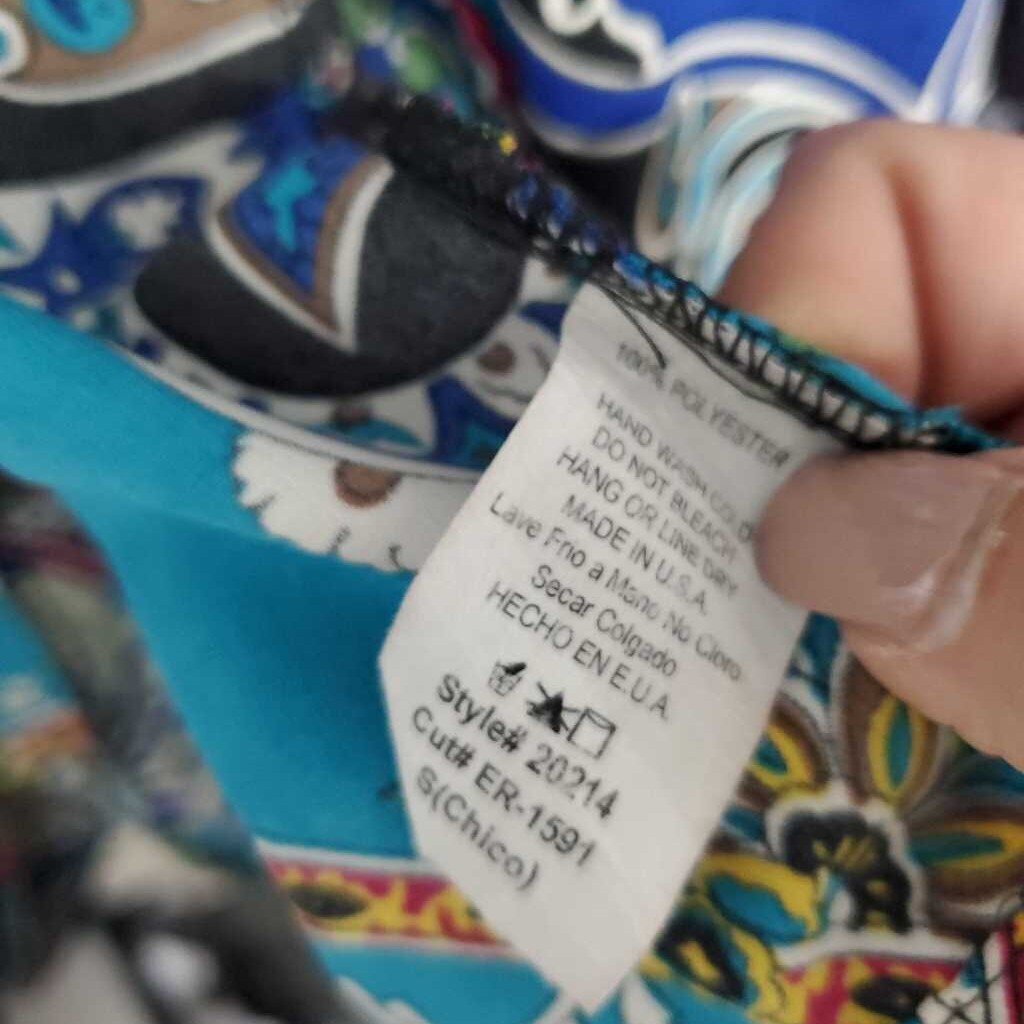 100% POLYESTER
HAND WASH COLD
DO NOT BLEACH
HANG OR LINE DRY
MADE IN U.S.A.
Lave Frio a Mano No Cloro
Secar Colgado
HECHO EN E.U.A.
Style# 20214
Cut# ER-1591
S(Chico)